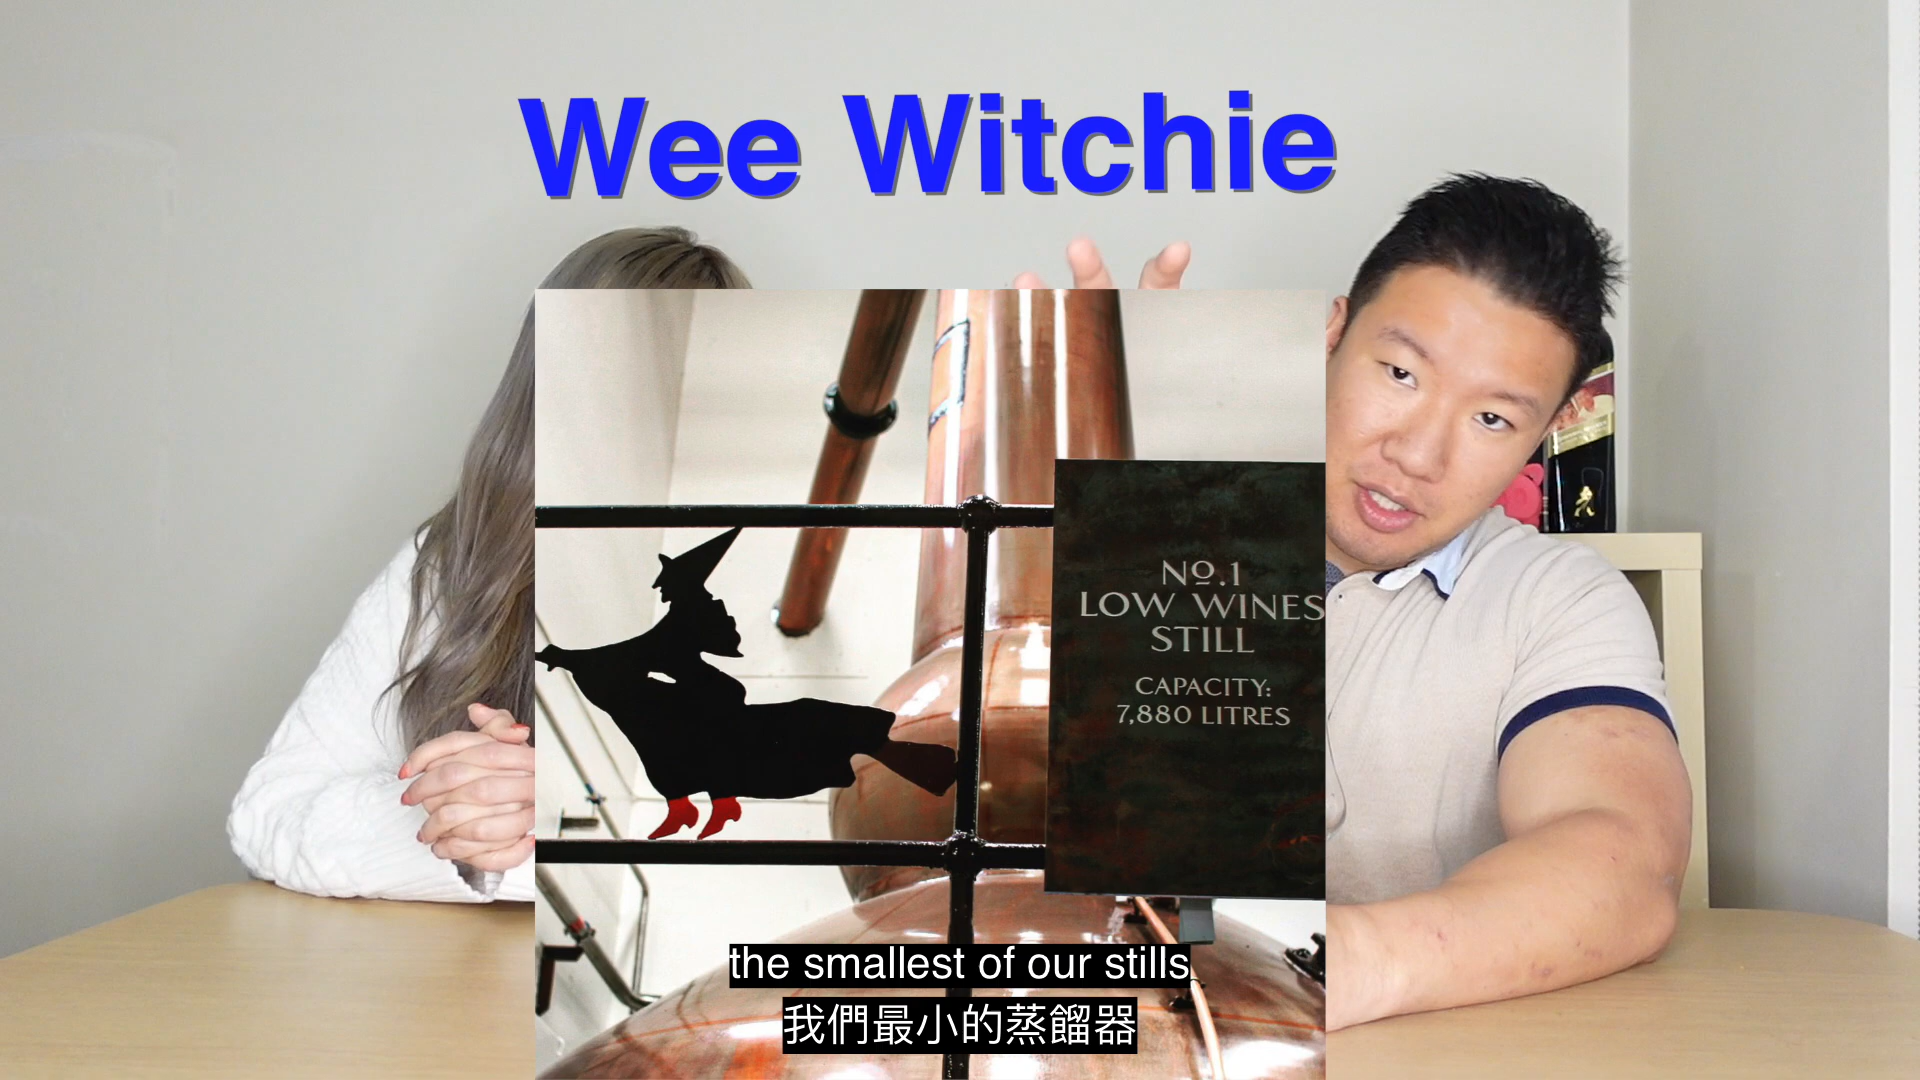 Wee Witchie
Nº.1
LOW WINES
STILL
CAPACITY:
7,880 LITRES
the smallest of our stills
我們最小的蒸餾器